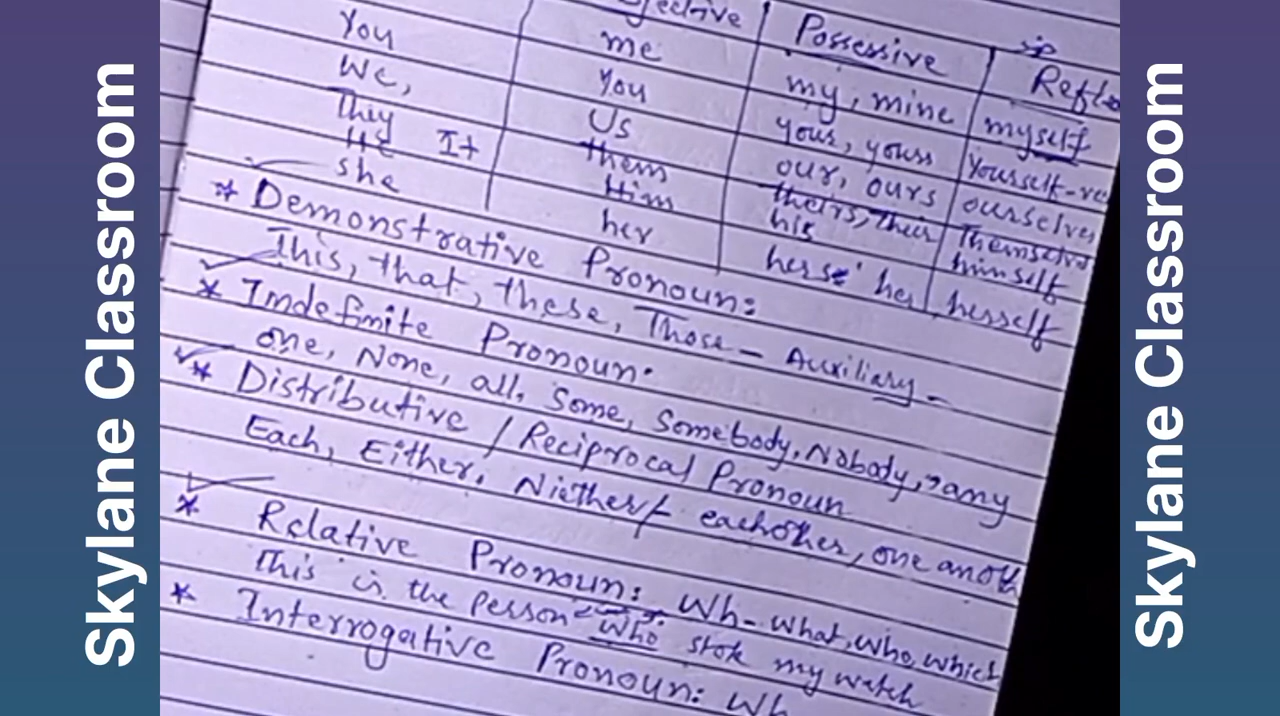 Skylane Classroom
jective Possessive Refle
You me my, mine myself
We, You your, yours Yourself-ves
They Us our, ours ourselves
He It them theirs, their Themselves
she Him his himself
her herse' her herself
* Demonstrative Pronoun:
This, that, these, Those - Auxiliary -
* Indefinite Pronoun.
one, None, all, Some, Somebody, Nobody, any
* Distributive / Reciprocal Pronoun
Each, Either, Niether/ eachother, one anoth
* Relative Pronoun: Wh- what, who, which
This is the person who stole my watch
* Interrogative Pronoun: Wh
Skylane Classroom